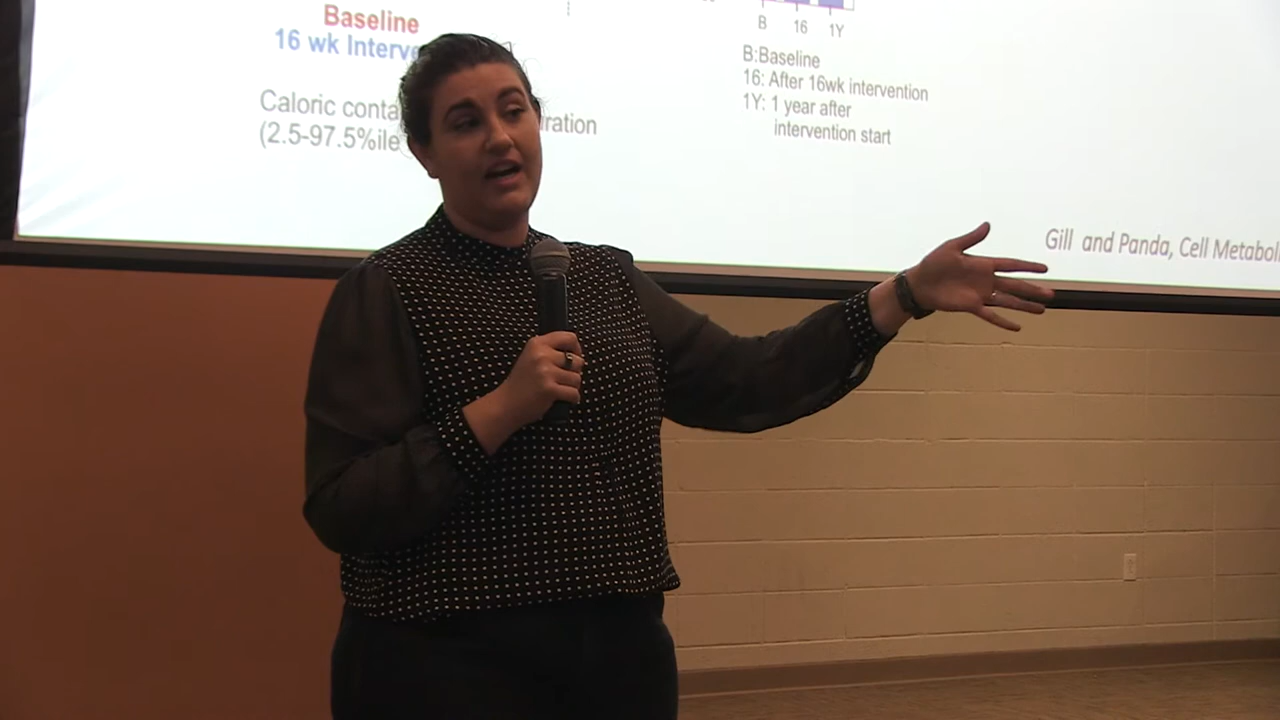 Baseline
16 wk Interve
Caloric conta ration
(2.5-97.5%ile
B 16 1Y
B:Baseline
16: After 16wk intervention
1Y: 1 year after
intervention start
Gill and Panda, Cell Metaboli